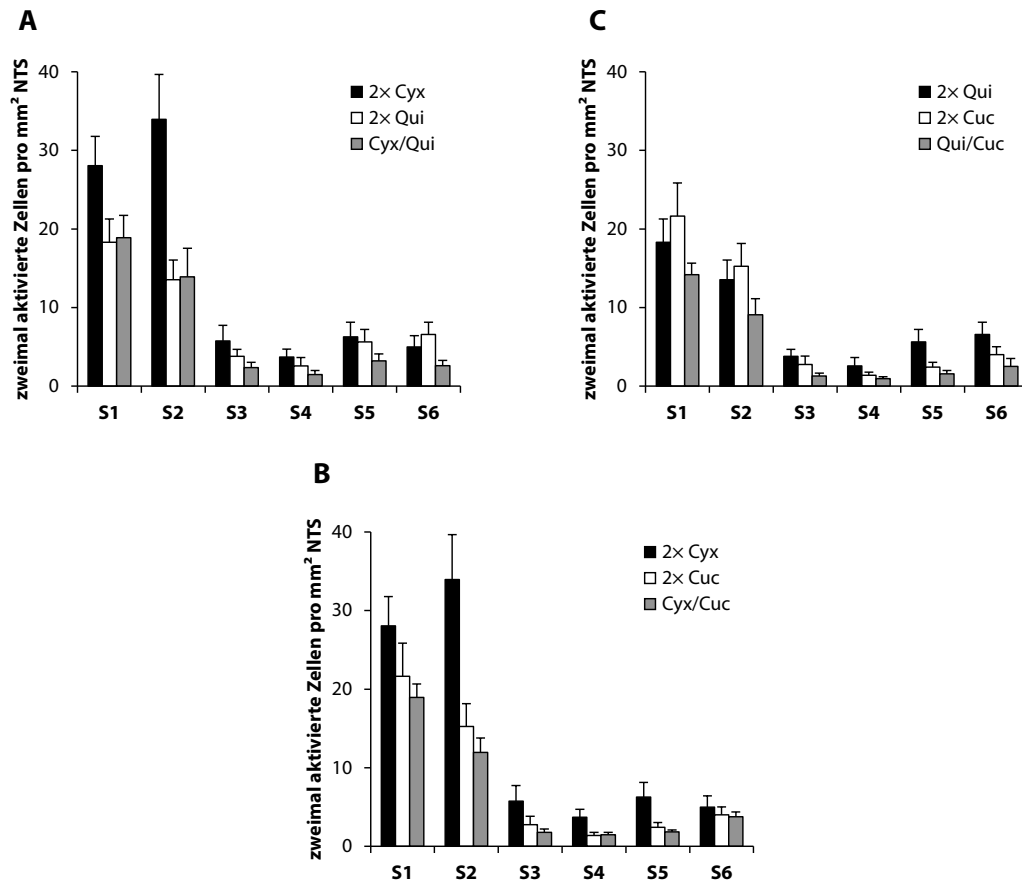 A
zweimal aktivierte Zellen pro mm² NTS
40
30
20
10
0
2× Cyx
2× Qui
Cyx/Qui
S1 S2 S3 S4 S5 S6
C
zweimal aktivierte Zellen pro mm² NTS
40
30
20
10
0
2× Qui
2× Cuc
Qui/Cuc
S1 S2 S3 S4 S5 S6
B
zweimal aktivierte Zellen pro mm² NTS
40
30
20
10
0
2× Cyx
2× Cuc
Cyx/Cuc
S1 S2 S3 S4 S5 S6